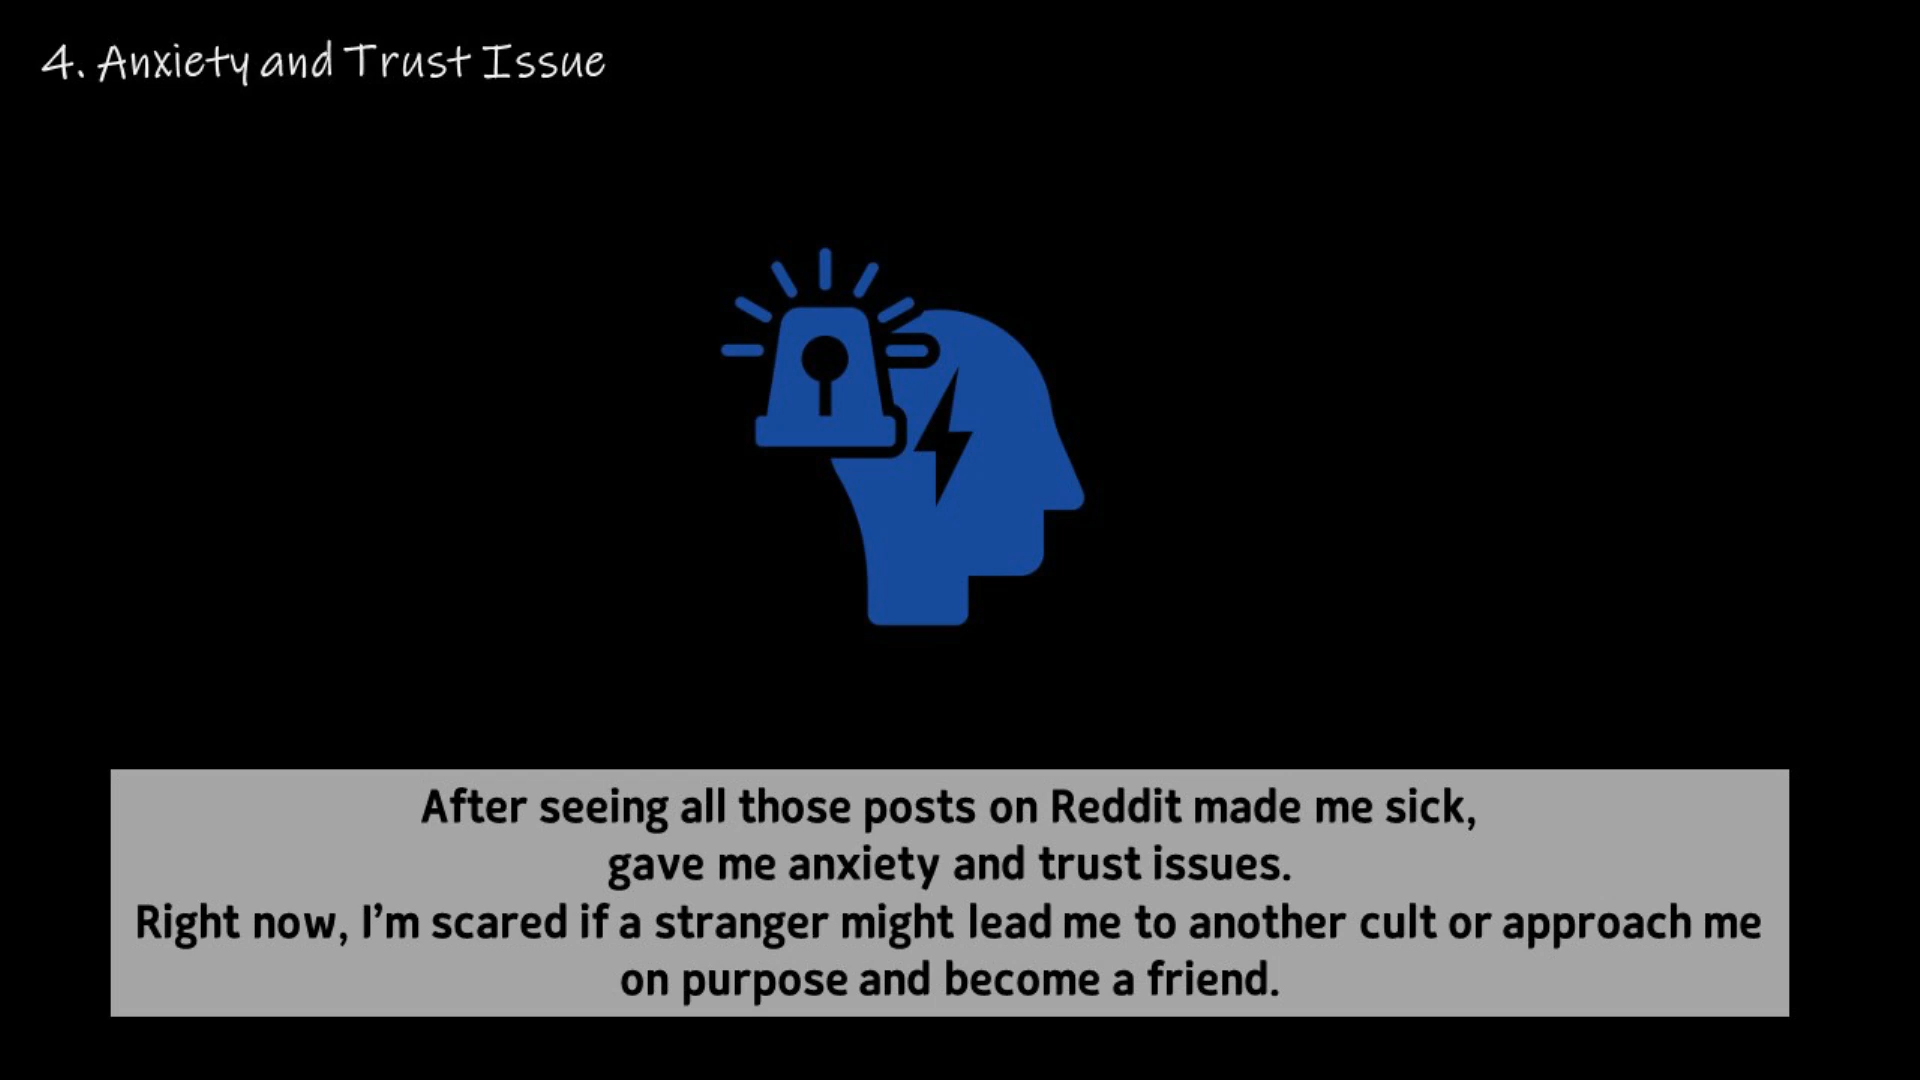 4. Anxiety and Trust Issue
After seeing all those posts on Reddit made me sick,
gave me anxiety and trust issues.
Right now, I'm scared if a stranger might lead me to another cult or approach me
on purpose and become a friend.